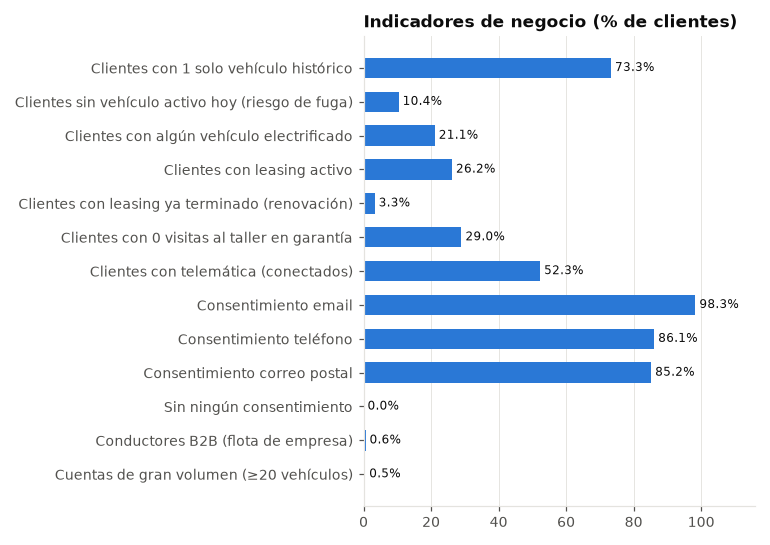 Indicadores de negocio (% de clientes)
Clientes con 1 solo vehículo histórico 73.3%
Clientes sin vehículo activo hoy (riesgo de fuga) 10.4%
Clientes con algún vehículo electrificado 21.1%
Clientes con leasing activo 26.2%
Clientes con leasing ya terminado (renovación) 3.3%
Clientes con 0 visitas al taller en garantía 29.0%
Clientes con telemática (conectados) 52.3%
Consentimiento email 98.3%
Consentimiento teléfono 86.1%
Consentimiento correo postal 85.2%
Sin ningún consentimiento 0.0%
Conductores B2B (flota de empresa) 0.6%
Cuentas de gran volumen (≥20 vehículos) 0.5%
0 20 40 60 80 100